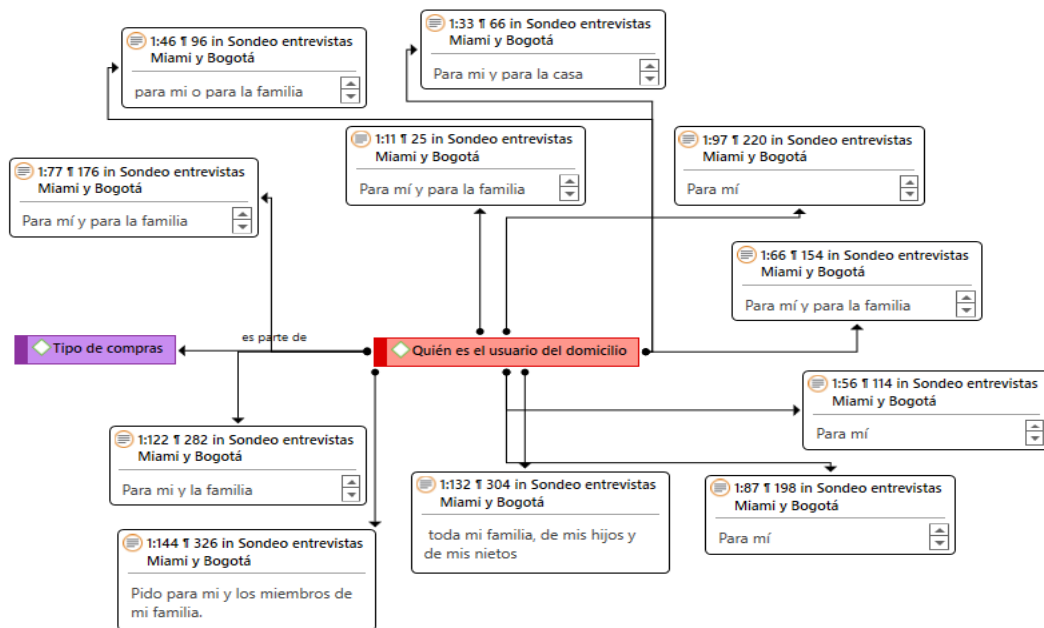 1:46 ¶ 96 in Sondeo entrevistas
Miami y Bogotá
para mi o para la familia
1:33 ¶ 66 in Sondeo entrevistas
Miami y Bogotá
Para mi y para la casa
1:11 ¶ 25 in Sondeo entrevistas
Miami y Bogotá
Para mí y para la familia
1:97 ¶ 220 in Sondeo entrevistas
Miami y Bogotá
Para mí
1:77 ¶ 176 in Sondeo entrevistas
Miami y Bogotá
Para mí y para la familia
1:66 ¶ 154 in Sondeo entrevistas
Miami y Bogotá
Para mí y para la familia
es parte de
Tipo de compras
Quién es el usuario del domicilio
1:56 ¶ 114 in Sondeo entrevistas
Miami y Bogotá
Para mí
1:122 ¶ 282 in Sondeo entrevistas
Miami y Bogotá
Para mi y la familia
1:132 ¶ 304 in Sondeo entrevistas
Miami y Bogotá
toda mi familia, de mis hijos y
de mis nietos
1:87 ¶ 198 in Sondeo entrevistas
Miami y Bogotá
Para mí
1:144 ¶ 326 in Sondeo entrevistas
Miami y Bogotá
Pido para mi y los miembros de
mi familia.